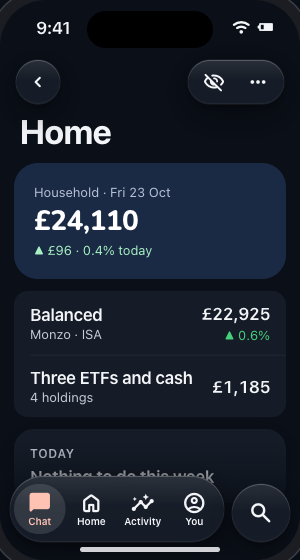 9:41
Home
Household · Fri 23 Oct
£24,110
▲ £96 · 0.4% today
Balanced
£22,925
Monzo · ISA
▲ 0.6%
Three ETFs and cash
£1,185
4 holdings
TODAY
Nothing to do this week
Chat
Home
Activity
You